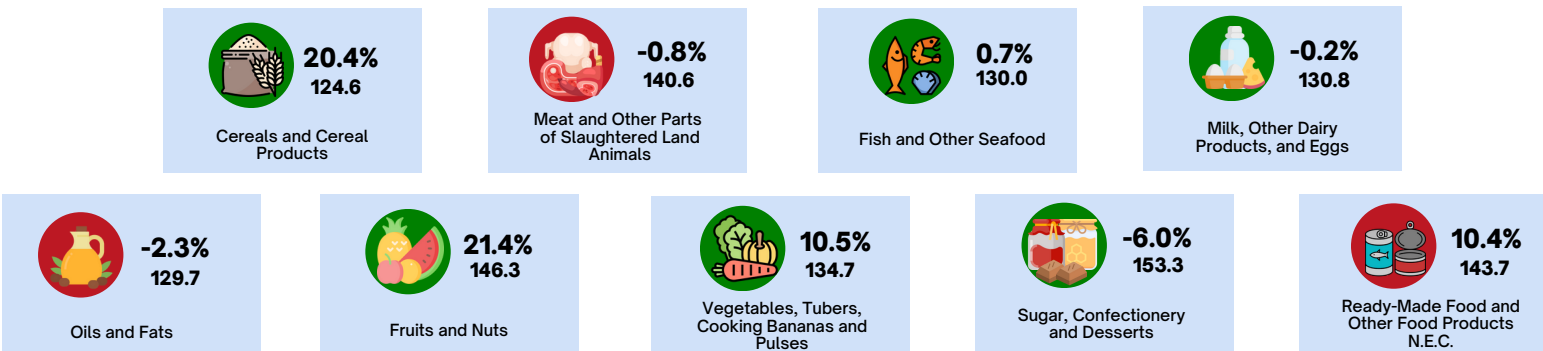 20.4%
124.6
Cereals and Cereal
Products
-0.8%
140.6
Meat and Other Parts
of Slaughtered Land
Animals
0.7%
130.0
Fish and Other Seafood
-0.2%
130.8
Milk, Other Dairy
Products, and Eggs
-2.3%
129.7
Oils and Fats
21.4%
146.3
Fruits and Nuts
10.5%
134.7
Vegetables, Tubers,
Cooking Bananas and
Pulses
-6.0%
153.3
Sugar, Confectionery
and Desserts
10.4%
143.7
Ready-Made Food and
Other Food Products
N.E.C.